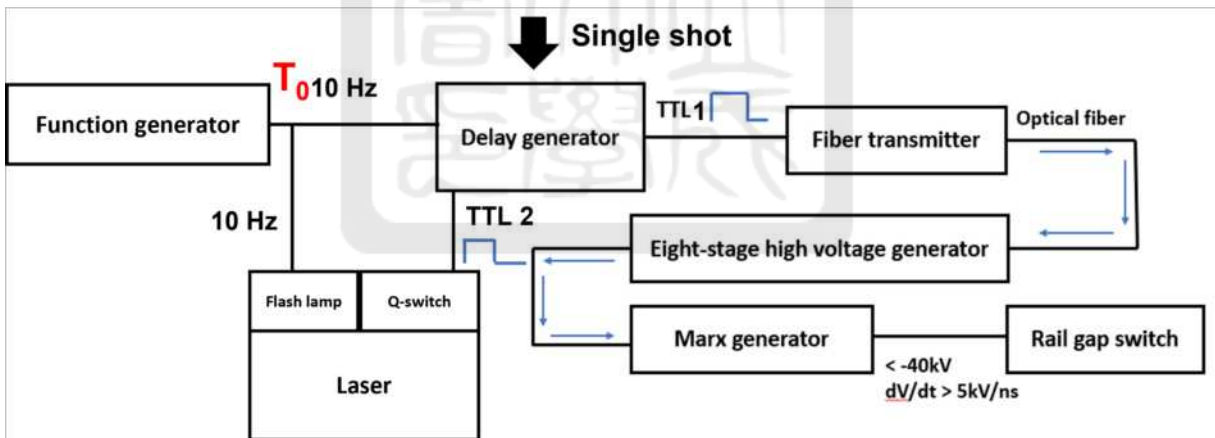 Single shot
T0 10 Hz
Function generator
Delay generator
TTL1
Fiber transmitter
Optical fiber
10 Hz
TTL 2
Eight-stage high voltage generator
Flash lamp
Q-switch
Marx generator
Rail gap switch
Laser
< -40kV
dV/dt > 5kV/ns